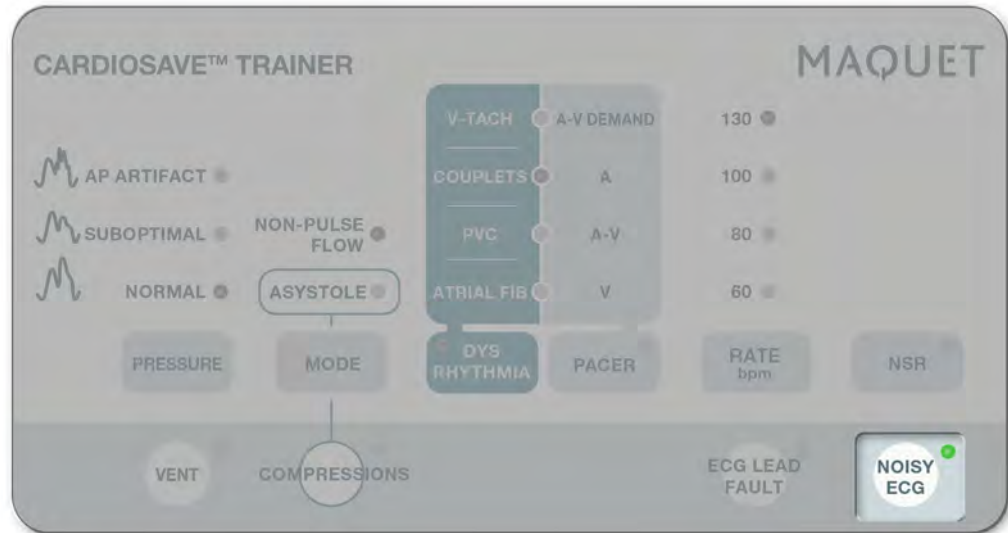 CARDIOSAVE™ TRAINER
MAQUET
V-TACH A-V DEMAND 130
AP ARTIFACT COUPLETS A 100
SUBOPTIMAL NON-PULSE FLOW PVC A-V 80
NORMAL ASYSTOLE ATRIAL FIB V 60
PRESSURE
MODE
DYS
RHYTHMIA
PACER
RATE
bpm
NSR
VENT
COMPRESSIONS
ECG LEAD
FAULT
NOISY
ECG